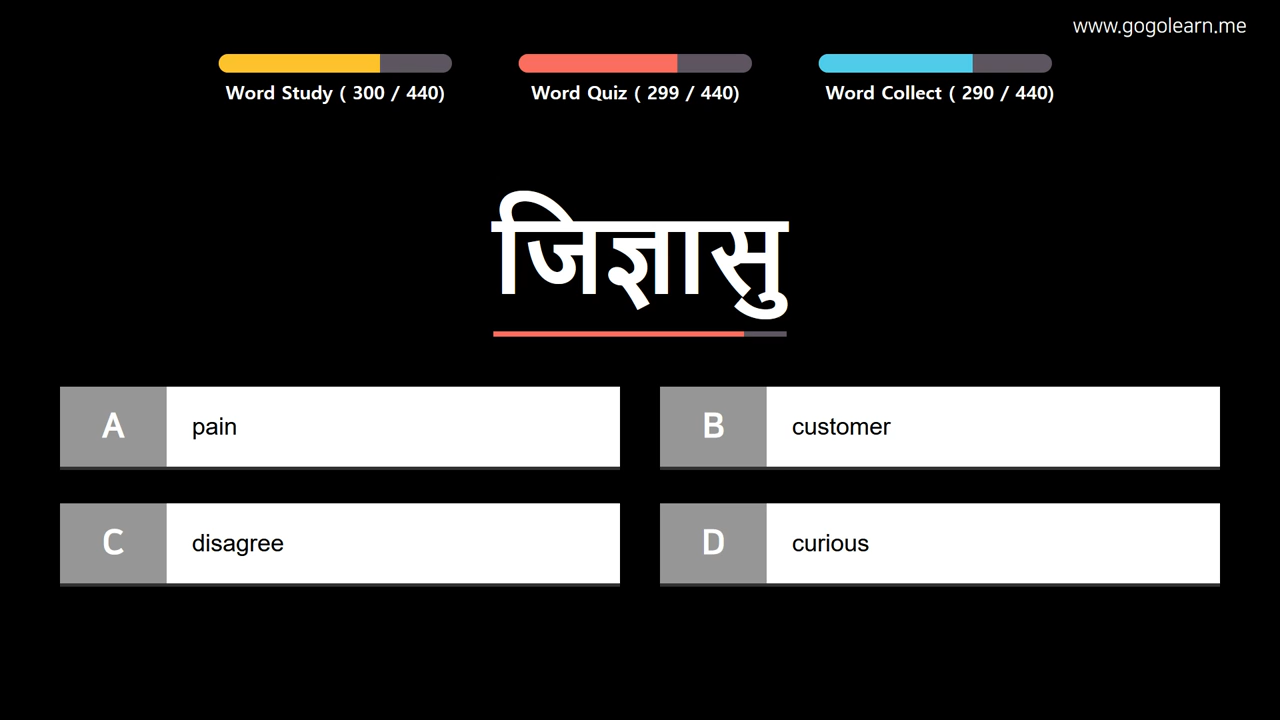 www.gogolearn.me
Word Study ( 300 / 440)
Word Quiz ( 299 / 440)
Word Collect ( 290 / 440)
जिज्ञासु
A pain
B customer
C disagree
D curious